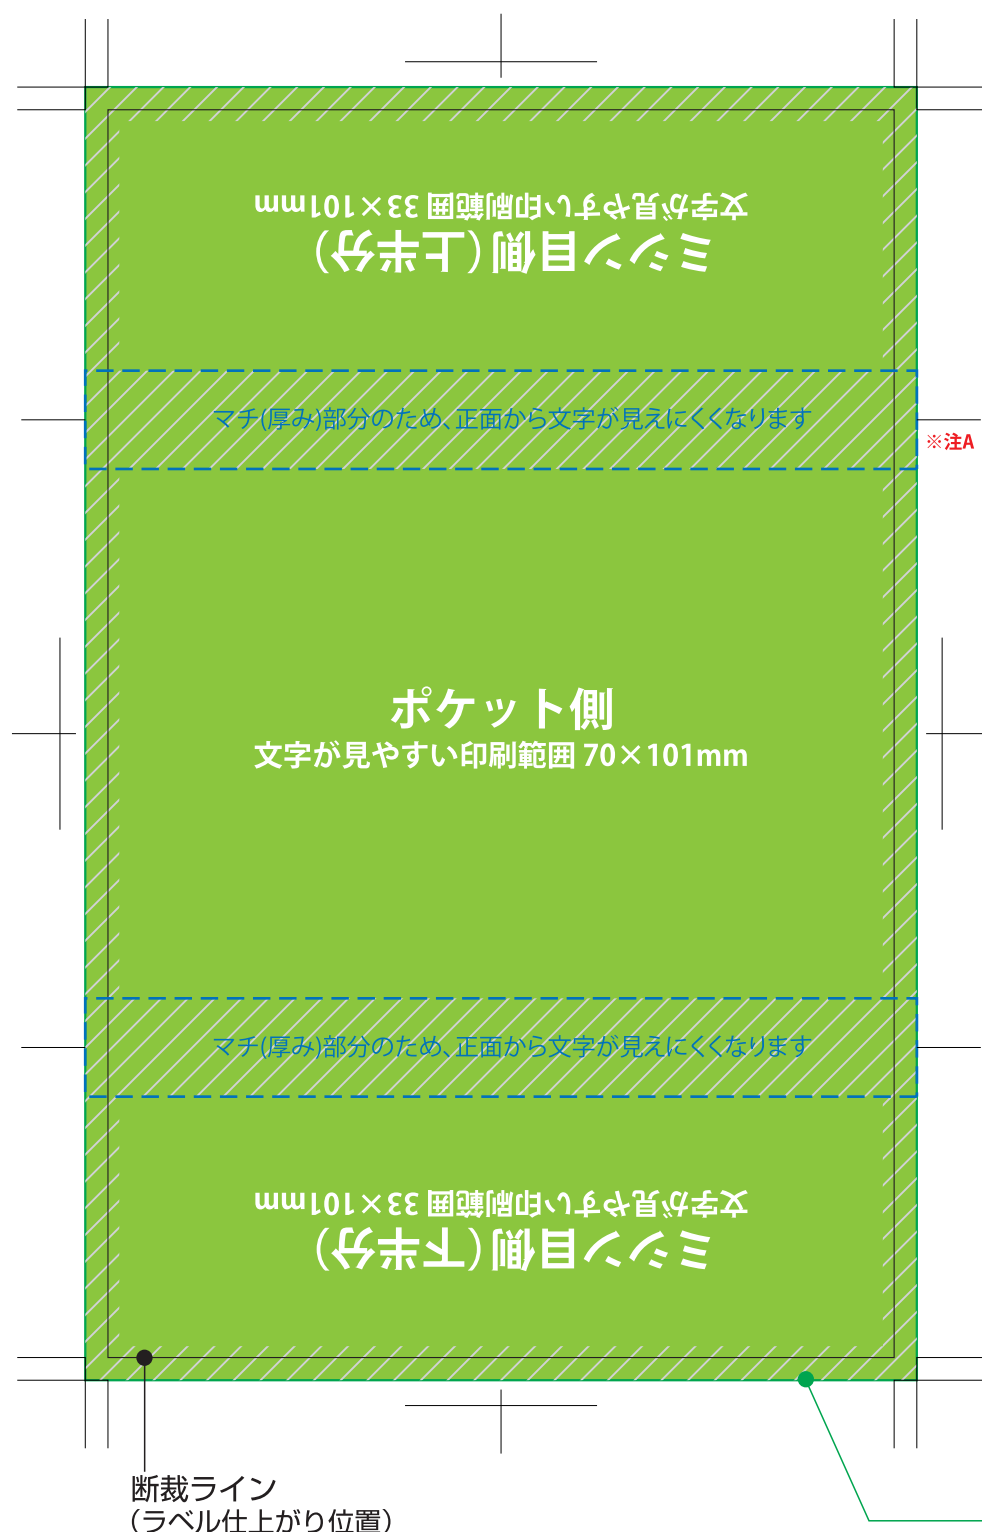 文字が見やすい印刷範囲 33×101mm
ミシン目側(上半分)
マチ(厚み)部分のため、正面から文字が見えにくくなります
※注A
ポケット側
文字が見やすい印刷範囲 70×101mm
マチ(厚み)部分のため、正面から文字が見えにくくなります
文字が見やすい印刷範囲 33×101mm
ミシン目側(下半分)
断裁ライン
(ラベル仕上がり位置)